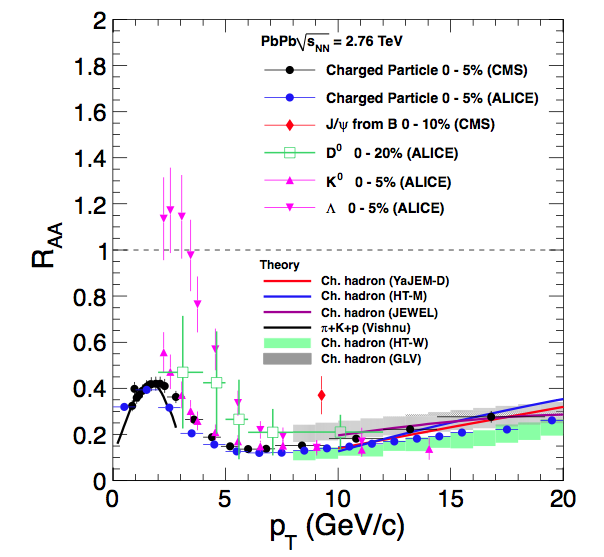 PbPb√s_NN = 2.76 TeV
Charged Particle 0 - 5% (CMS)
Charged Particle 0 - 5% (ALICE)
J/ψ from B 0 - 10% (CMS)
D⁰ 0 - 20% (ALICE)
K⁰ 0 - 5% (ALICE)
Λ 0 - 5% (ALICE)
Theory
Ch. hadron (YaJEM-D)
Ch. hadron (HT-M)
Ch. hadron (JEWEL)
π+K+p (Vishnu)
Ch. hadron (HT-W)
Ch. hadron (GLV)
R_AA
2
1.8
1.6
1.4
1.2
1
0.8
0.6
0.4
0.2
0
0 5 10 15 20
p_T (GeV/c)